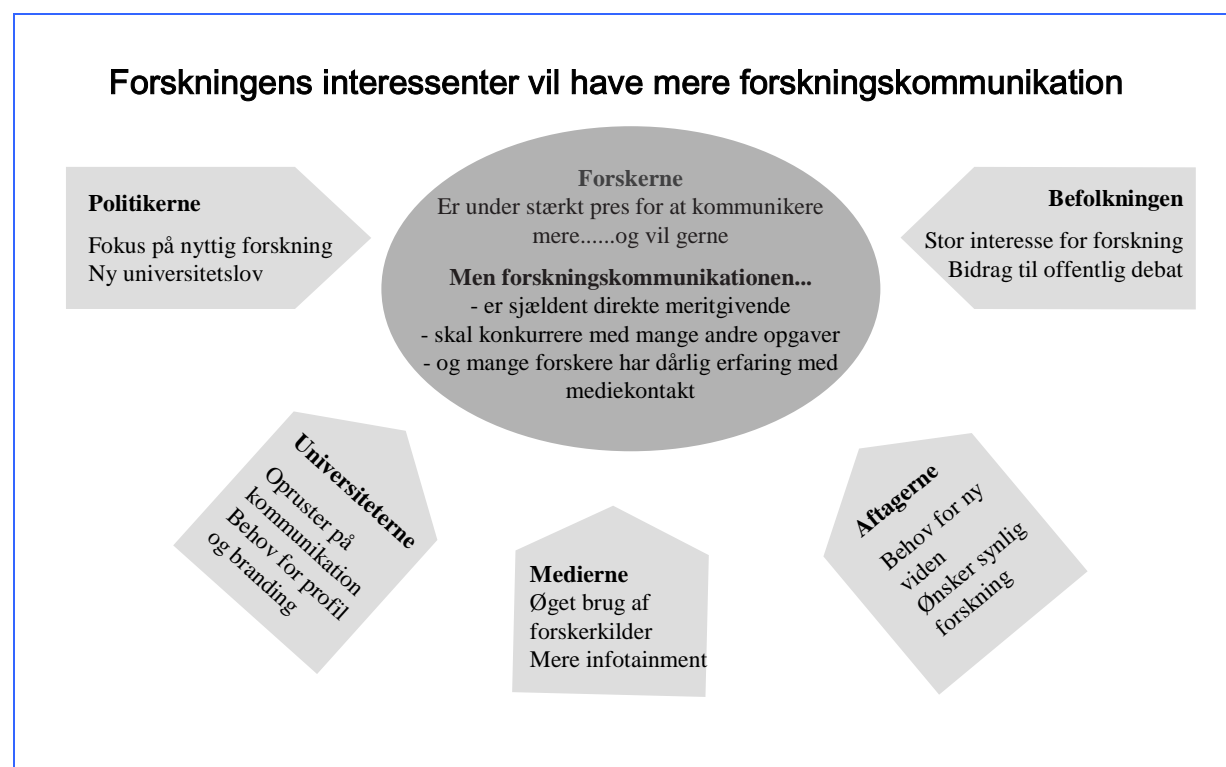 Forskningens interessenter vil have mere forskningskommunikation
Politikerne
Fokus på nyttig forskning
Ny universitetslov
Forskerne
Er under stærkt pres for at kommunikere
mere......og vil gerne
Men forskningskommunikationen...
- er sjældent direkte meritgivende
- skal konkurrere med mange andre opgaver
- og mange forskere har dårlig erfaring med
mediekontakt
Befolkningen
Stor interesse for forskning
Bidrag til offentlig debat
Universiteterne
Opruster på
kommunikation
Behov for profil
og branding
Medierne
Øget brug af
forskerkilder
Mere infotainment
Aftagerne
Behov for ny
viden
Ønsker synlig
forskning